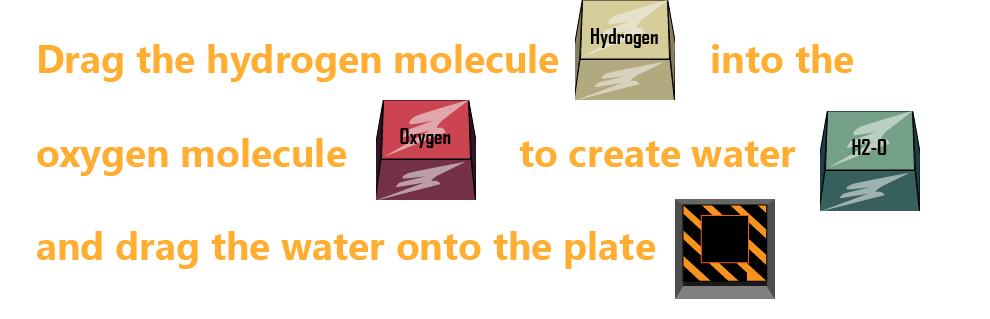 Drag the hydrogen molecule Hydrogen into the
oxygen molecule Oxygen to create water H2-O
and drag the water onto the plate